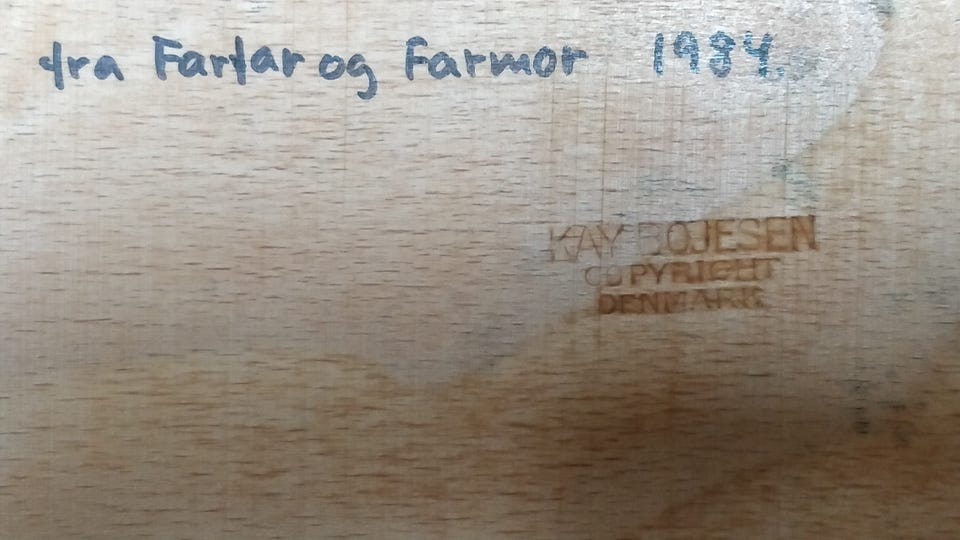 fra Farfar og Farmor 1984.
KAY BOJESEN
COPYRIGHT
DENMARK